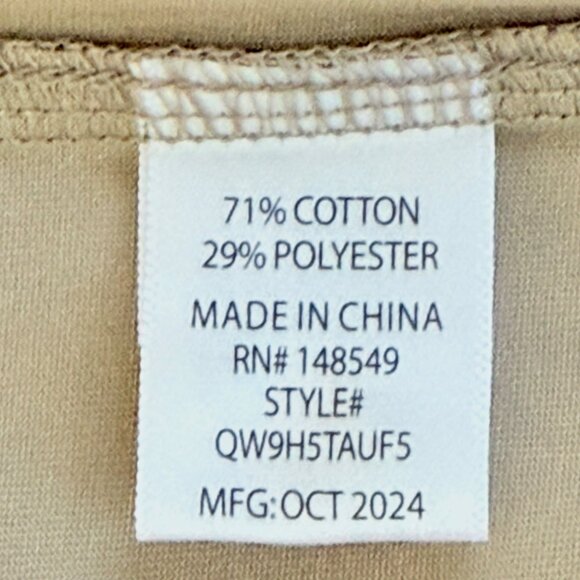 71% COTTON
29% POLYESTER
MADE IN CHINA
RN# 148549
STYLE#
QW9H5TAUF5
MFG:OCT 2024